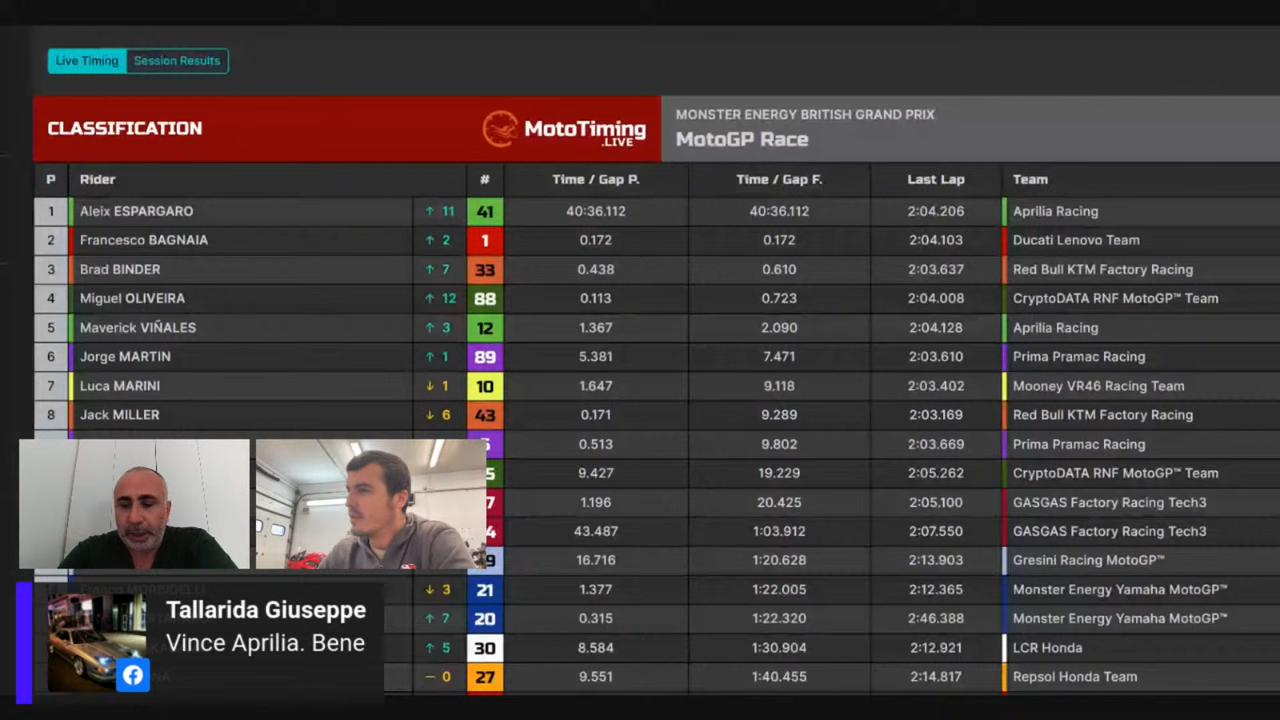 Live Timing Session Results
CLASSIFICATION MotoTiming .LIVE MONSTER ENERGY BRITISH GRAND PRIX
MotoGP Race
P Rider # Time / Gap P. Time / Gap F. Last Lap Team
1 Aleix ESPARGARO ↑ 11 41 40:36.112 40:36.112 2:04.206 Aprilia Racing
2 Francesco BAGNAIA ↑ 2 1 0.172 0.172 2:04.103 Ducati Lenovo Team
3 Brad BINDER ↑ 7 33 0.438 0.610 2:03.637 Red Bull KTM Factory Racing
4 Miguel OLIVEIRA ↑ 12 88 0.113 0.723 2:04.008 CryptoDATA RNF MotoGP™ Team
5 Maverick VIÑALES ↑ 3 12 1.367 2.090 2:04.128 Aprilia Racing
6 Jorge MARTIN ↑ 1 89 5.381 7.471 2:03.610 Prima Pramac Racing
7 Luca MARINI ↓ 1 10 1.647 9.118 2:03.402 Mooney VR46 Racing Team
8 Jack MILLER ↓ 6 43 0.171 9.289 2:03.169 Red Bull KTM Factory Racing
0.513 9.802 2:03.669 Prima Pramac Racing
5 9.427 19.229 2:05.262 CryptoDATA RNF MotoGP™ Team
7 1.196 20.425 2:05.100 GASGAS Factory Racing Tech3
4 43.487 1:03.912 2:07.550 GASGAS Factory Racing Tech3
9 16.716 1:20.628 2:13.903 Gresini Racing MotoGP™
MORBIDELLI ↓ 3 21 1.377 1:22.005 2:12.365 Monster Energy Yamaha MotoGP™
↑ 7 20 0.315 1:22.320 2:46.388 Monster Energy Yamaha MotoGP™
↑ 5 30 8.584 1:30.904 2:12.921 LCR Honda
NA – 0 27 9.551 1:40.455 2:14.817 Repsol Honda Team
Tallarida Giuseppe
Vince Aprilia. Bene